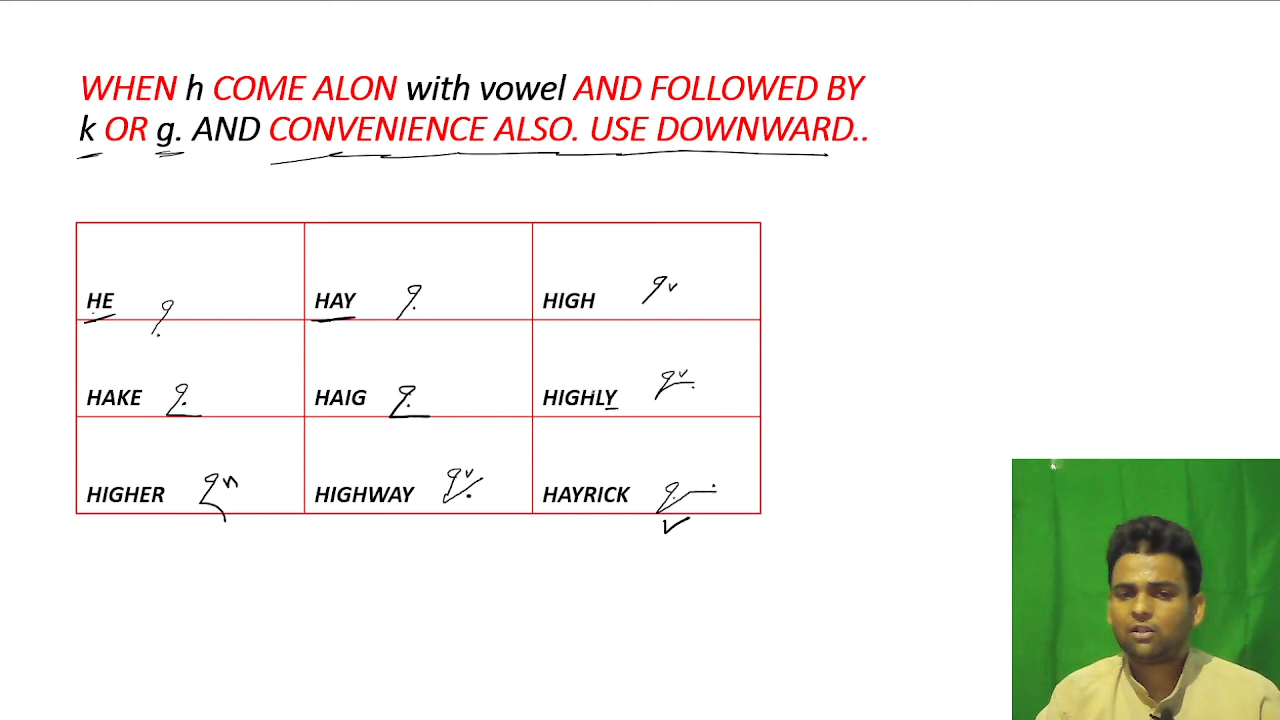 WHEN h COME ALON with vowel AND FOLLOWED BY
k OR g. AND CONVENIENCE ALSO. USE DOWNWARD..
HE HAY HIGH
HAKE HAIG HIGHLY
HIGHER HIGHWAY HAYRICK